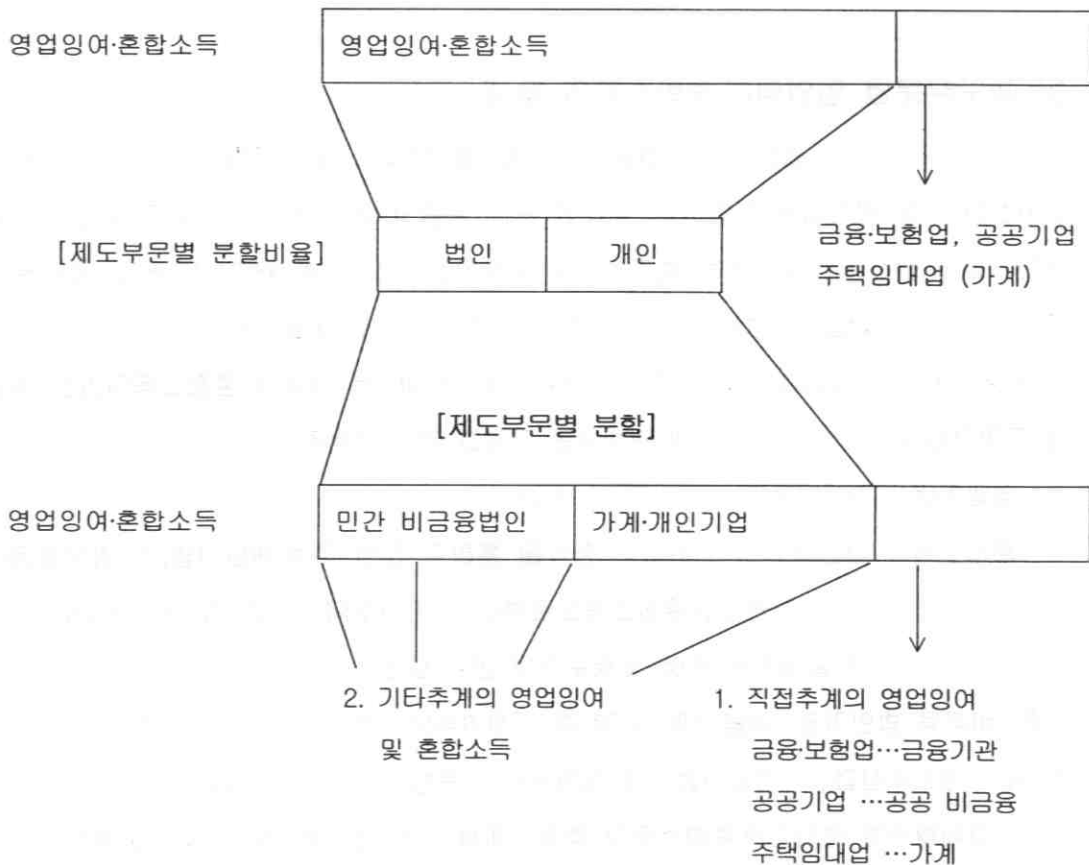 영업잉여·혼합소득
영업잉여·혼합소득
[제도부문별 분할비율]
법인
개인
금융·보험업, 공공기업
주택임대업 (가계)
[제도부문별 분할]
영업잉여·혼합소득
민간 비금융법인
가계·개인기업
2. 기타추계의 영업잉여
및 혼합소득
1. 직접추계의 영업잉여
금융·보험업…금융기관
공공기업 …공공 비금융
주택임대업 …가계